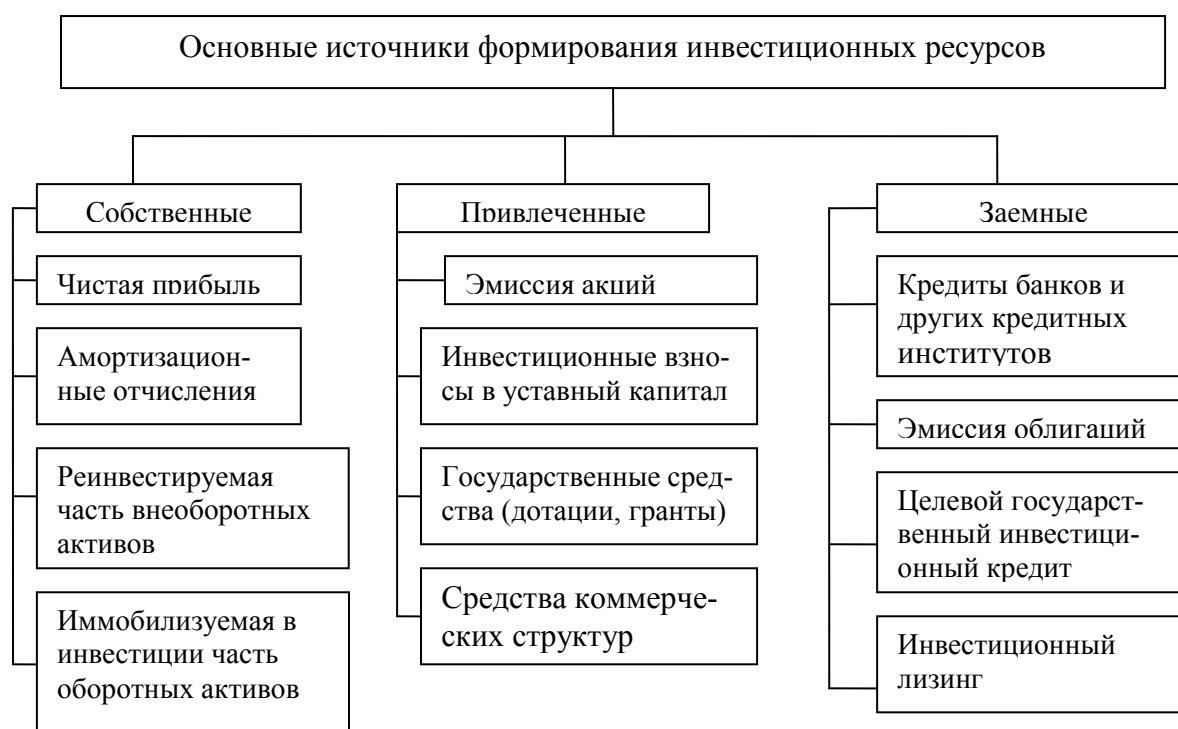 Основные источники формирования инвестиционных ресурсов
Собственные
Чистая прибыль
Амортизацион-
ные отчисления
Реинвестируемая
часть внеоборотных
активов
Иммобилизуемая в
инвестиции часть
оборотных активов
Привлеченные
Эмиссия акций
Инвестиционные взно-
сы в уставный капитал
Государственные сред-
ства (дотации, гранты)
Средства коммерче-
ских структур
Заемные
Кредиты банков и
других кредитных
институтов
Эмиссия облигаций
Целевой государст-
венный инвестици-
онный кредит
Инвестиционный
лизинг